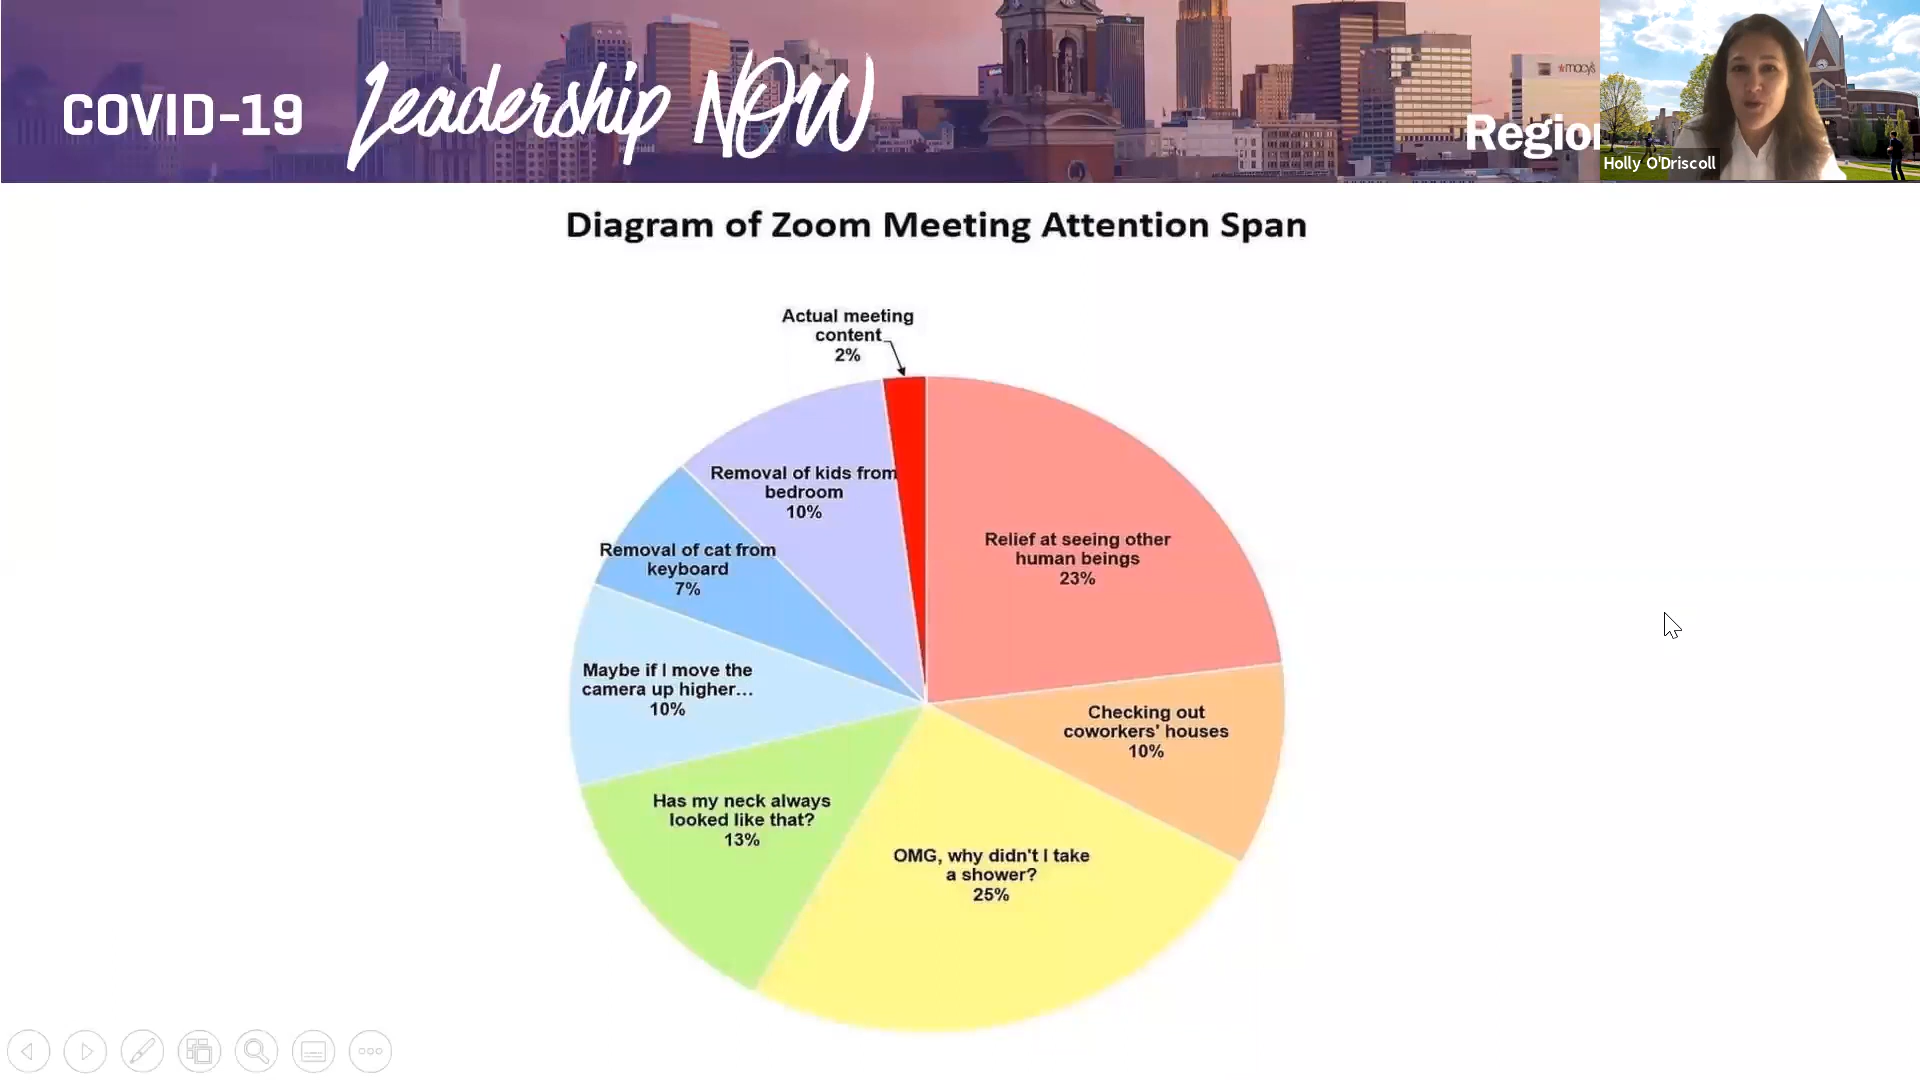 COVID-19 Leadership NOW
macy's
Regio
Holly O'Driscoll
Diagram of Zoom Meeting Attention Span
Actual meeting
content
2%
Removal of kids from
bedroom
10%
Relief at seeing other
human beings
23%
Removal of cat from
keyboard
7%
Maybe if I move the
camera up higher...
10%
Checking out
coworkers' houses
10%
Has my neck always
looked like that?
13%
OMG, why didn't I take
a shower?
25%